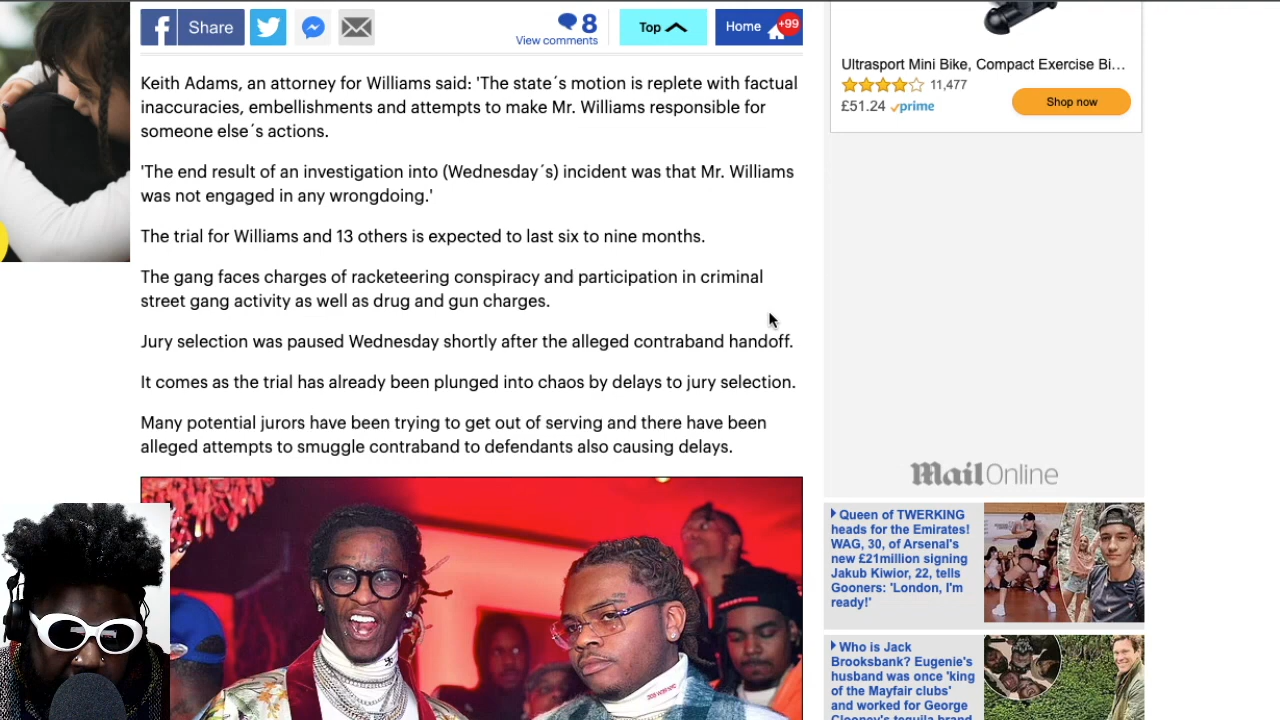 Share
8
View comments
Top
Home
+99
Keith Adams, an attorney for Williams said: 'The state´s motion is replete with factual
inaccuracies, embellishments and attempts to make Mr. Williams responsible for
someone else´s actions.
'The end result of an investigation into (Wednesday´s) incident was that Mr. Williams
was not engaged in any wrongdoing.'
The trial for Williams and 13 others is expected to last six to nine months.
The gang faces charges of racketeering conspiracy and participation in criminal
street gang activity as well as drug and gun charges.
Jury selection was paused Wednesday shortly after the alleged contraband handoff.
It comes as the trial has already been plunged into chaos by delays to jury selection.
Many potential jurors have been trying to get out of serving and there have been
alleged attempts to smuggle contraband to defendants also causing delays.
Ultrasport Mini Bike, Compact Exercise Bi...
11,477
£51.24 prime
Shop now
Mail Online
Queen of TWERKING
heads for the Emirates!
WAG, 30, of Arsenal's
new £21million signing
Jakub Kiwior, 22, tells
Gooners: 'London, I'm
ready!'
Who is Jack
Brooksbank? Eugenie's
husband was once 'king
of the Mayfair clubs'
and worked for George
Clooney's tequila brand